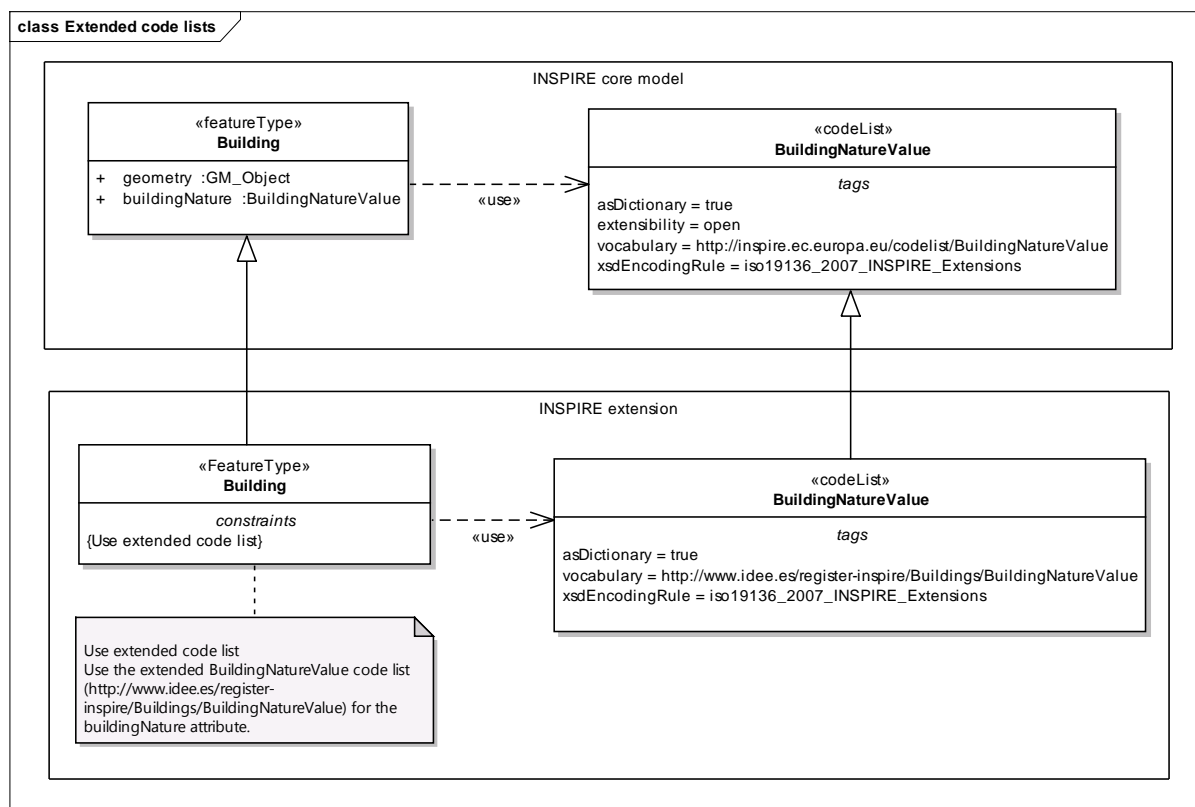 class Extended code lists
INSPIRE core model
«featureType»
Building
+ geometry :GM_Object
+ buildingNature :BuildingNatureValue
«use»
«codeList»
BuildingNatureValue
tags
asDictionary = true
extensibility = open
vocabulary = http://inspire.ec.europa.eu/codelist/BuildingNatureValue
xsdEncodingRule = iso19136_2007_INSPIRE_Extensions
INSPIRE extension
«FeatureType»
Building
constraints
{Use extended code list}
«use»
«codeList»
BuildingNatureValue
tags
asDictionary = true
vocabulary = http://www.idee.es/register-inspire/Buildings/BuildingNatureValue
xsdEncodingRule = iso19136_2007_INSPIRE_Extensions
Use extended code list
Use the extended BuildingNatureValue code list
(http://www.idee.es/register-
inspire/Buildings/BuildingNatureValue) for the
buildingNature attribute.